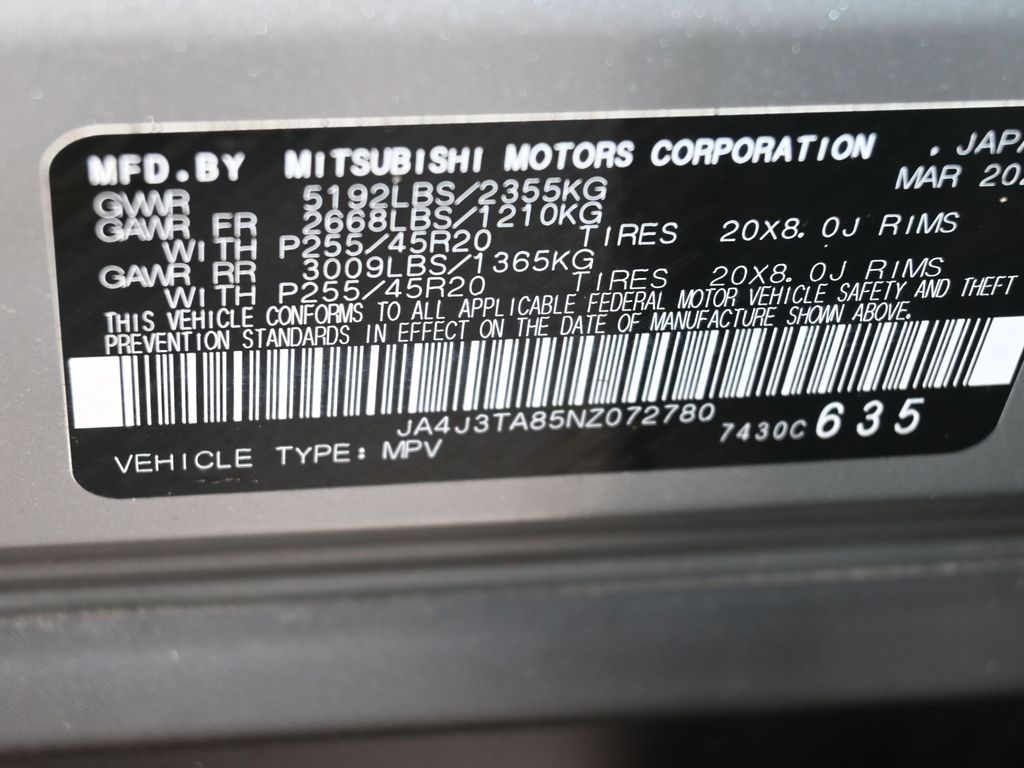 MFD.BY MITSUBISHI MOTORS CORPORATION . JAPA
GVWR 5192LBS/2355KG MAR 202
GAWR FR 2668LBS/1210KG
WITH P255/45R20 TIRES 20X8.0J RIMS
GAWR RR 3009LBS/1365KG
WITH P255/45R20 TIRES 20X8.0J RIMS
THIS VEHICLE CONFORMS TO ALL APPLICABLE FEDERAL MOTOR VEHICLE SAFETY AND THEFT
PREVENTION STANDARDS IN EFFECT ON THE DATE OF MANUFACTURE SHOWN ABOVE.
JA4J3TA85NZ072780 7430C 635
VEHICLE TYPE: MPV